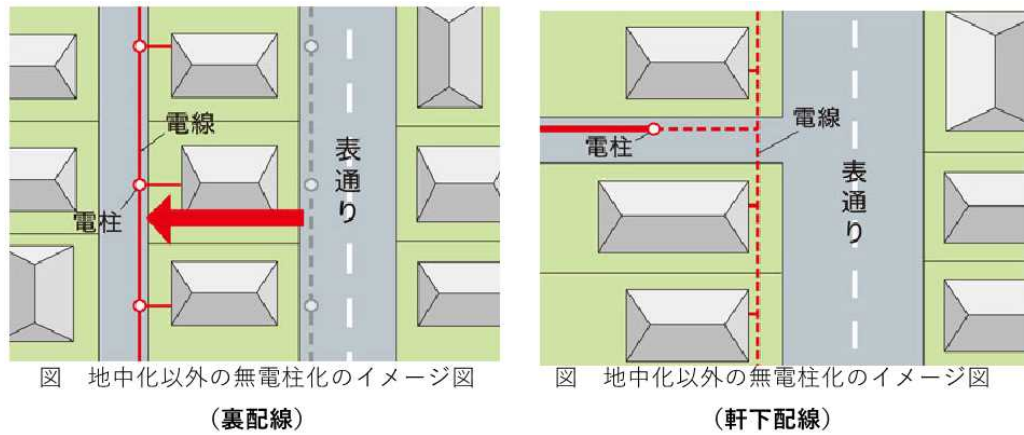 電線
電柱
表通り
図　地中化以外の無電柱化のイメージ図
（裏配線）
電線
電柱
表通り
図　地中化以外の無電柱化のイメージ図
（軒下配線）